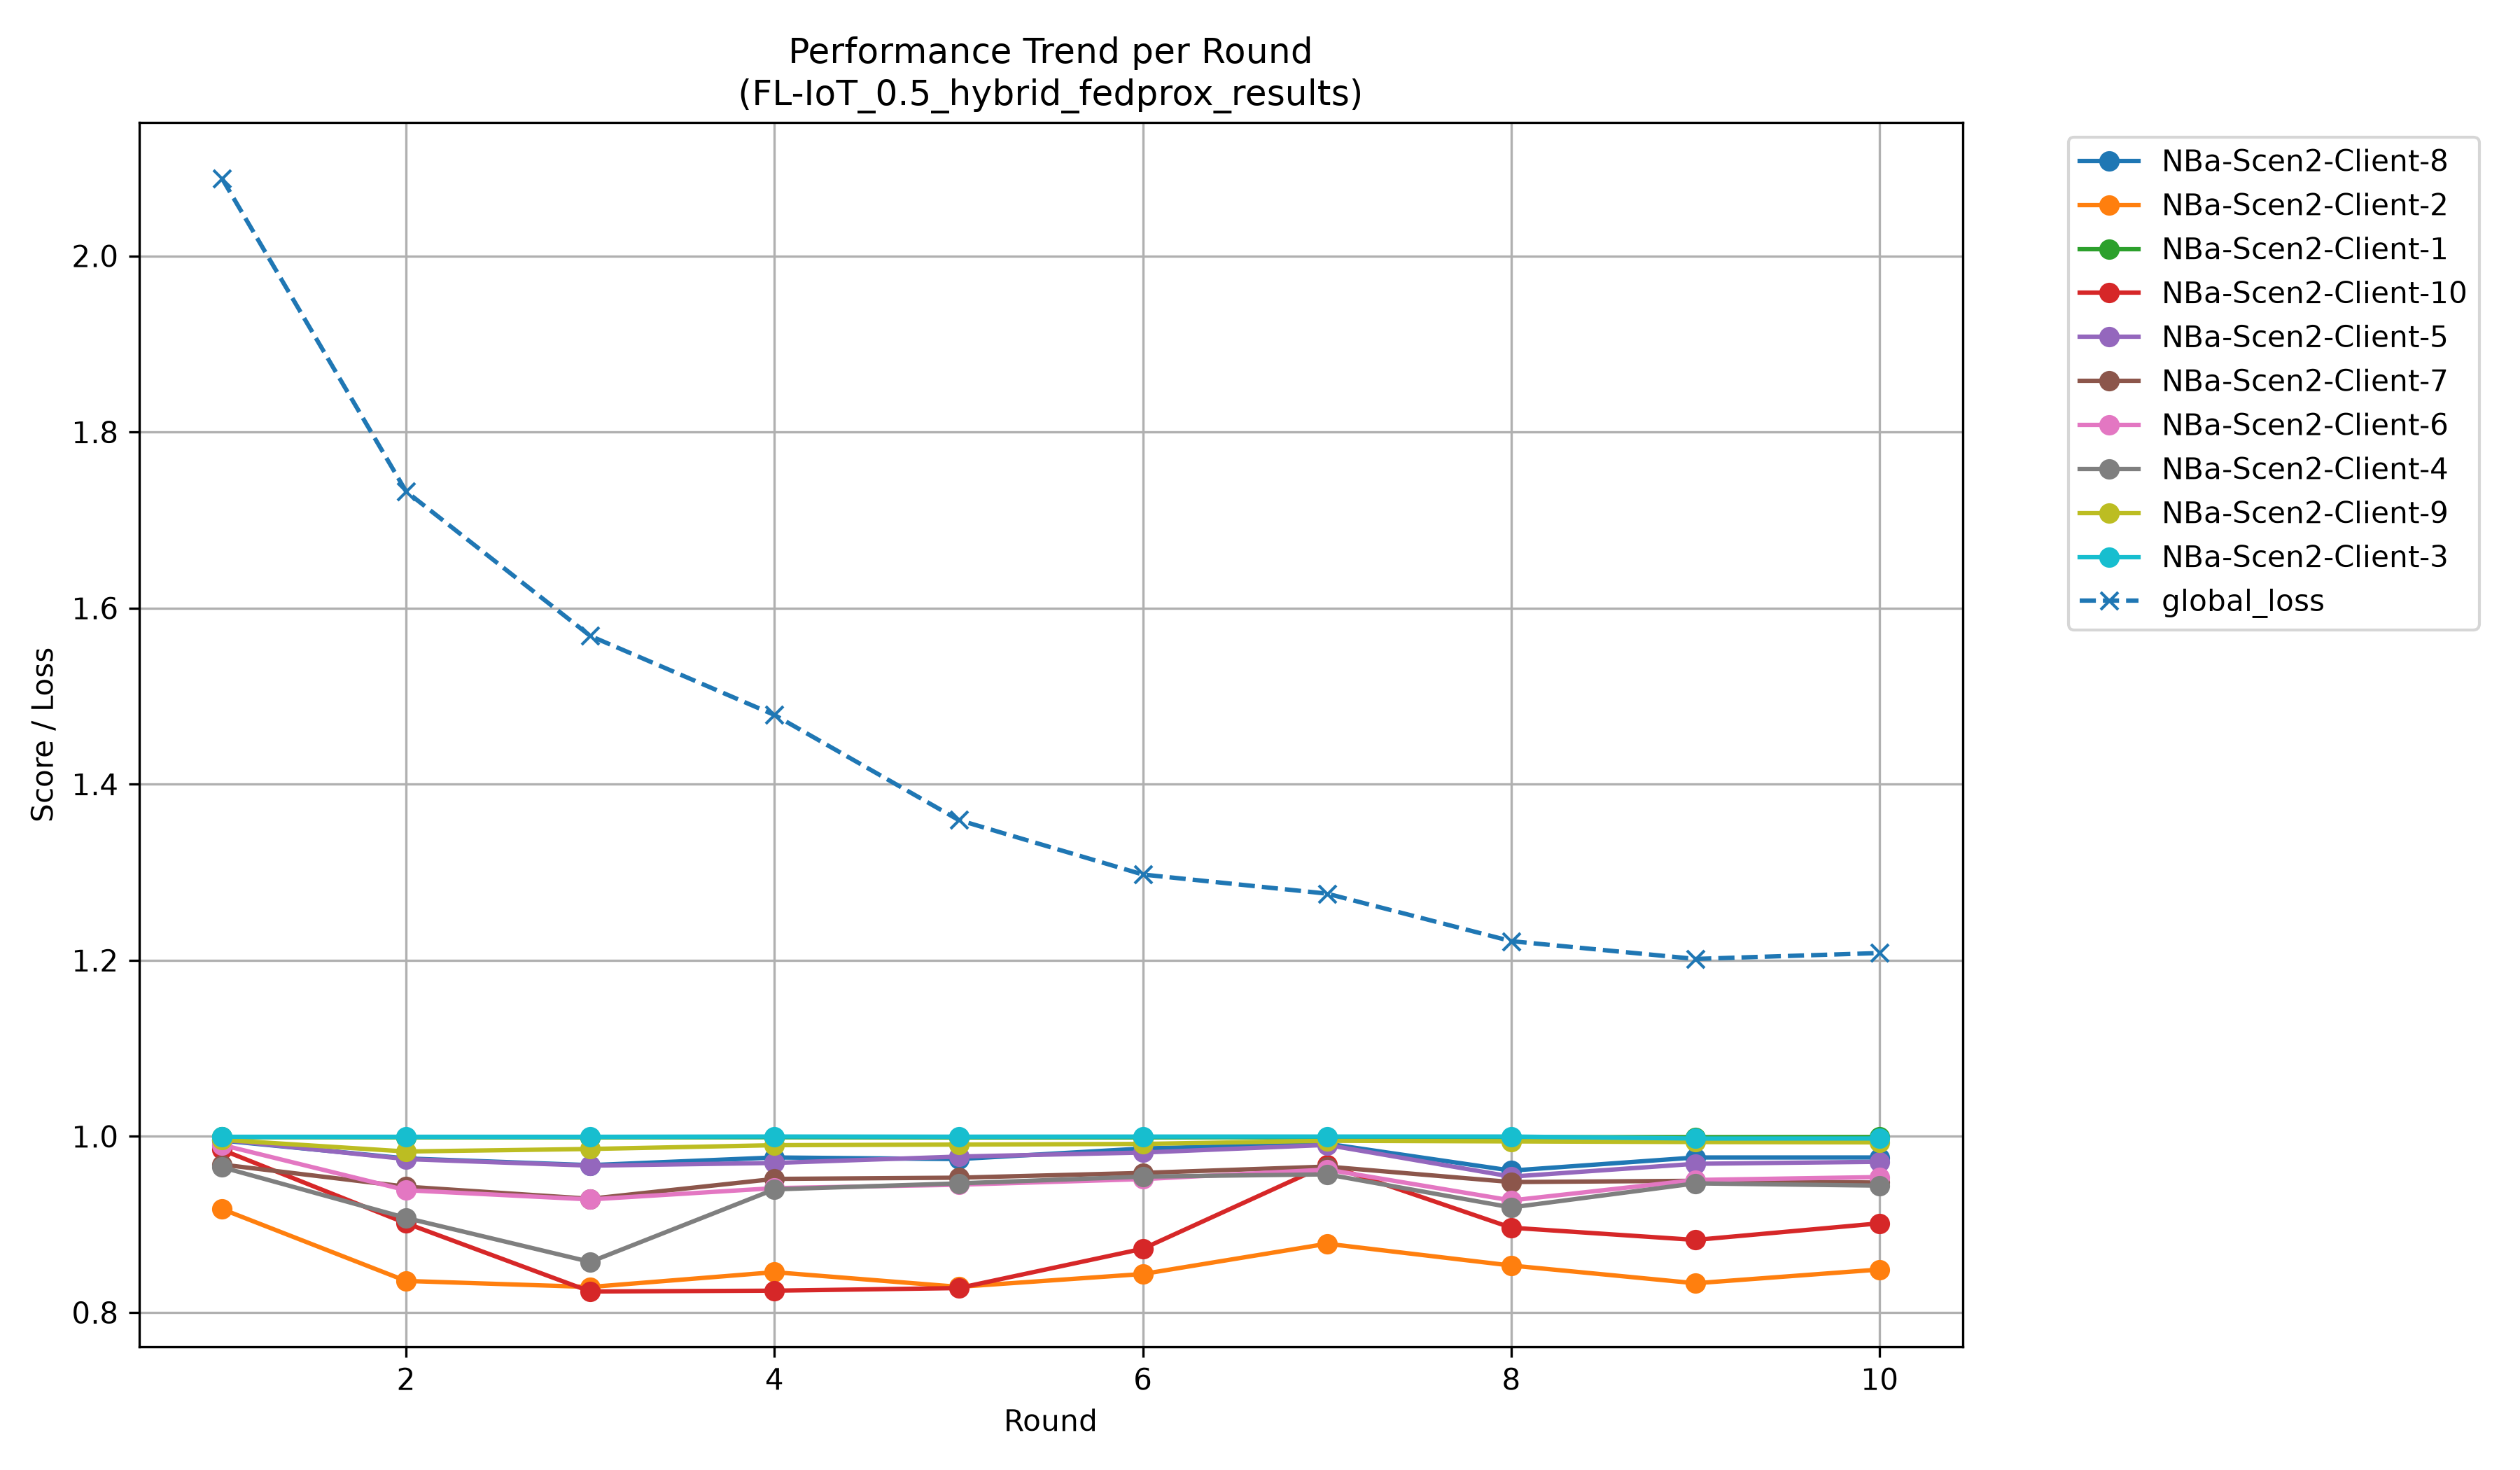 Performance Trend per Round
(FL-IoT_0.5_hybrid_fedprox_results)
NBa-Scen2-Client-8
NBa-Scen2-Client-2
NBa-Scen2-Client-1
NBa-Scen2-Client-10
NBa-Scen2-Client-5
NBa-Scen2-Client-7
NBa-Scen2-Client-6
NBa-Scen2-Client-4
NBa-Scen2-Client-9
NBa-Scen2-Client-3
global_loss
Score / Loss
2.0
1.8
1.6
1.4
1.2
1.0
0.8
2 4 6 8 10
Round